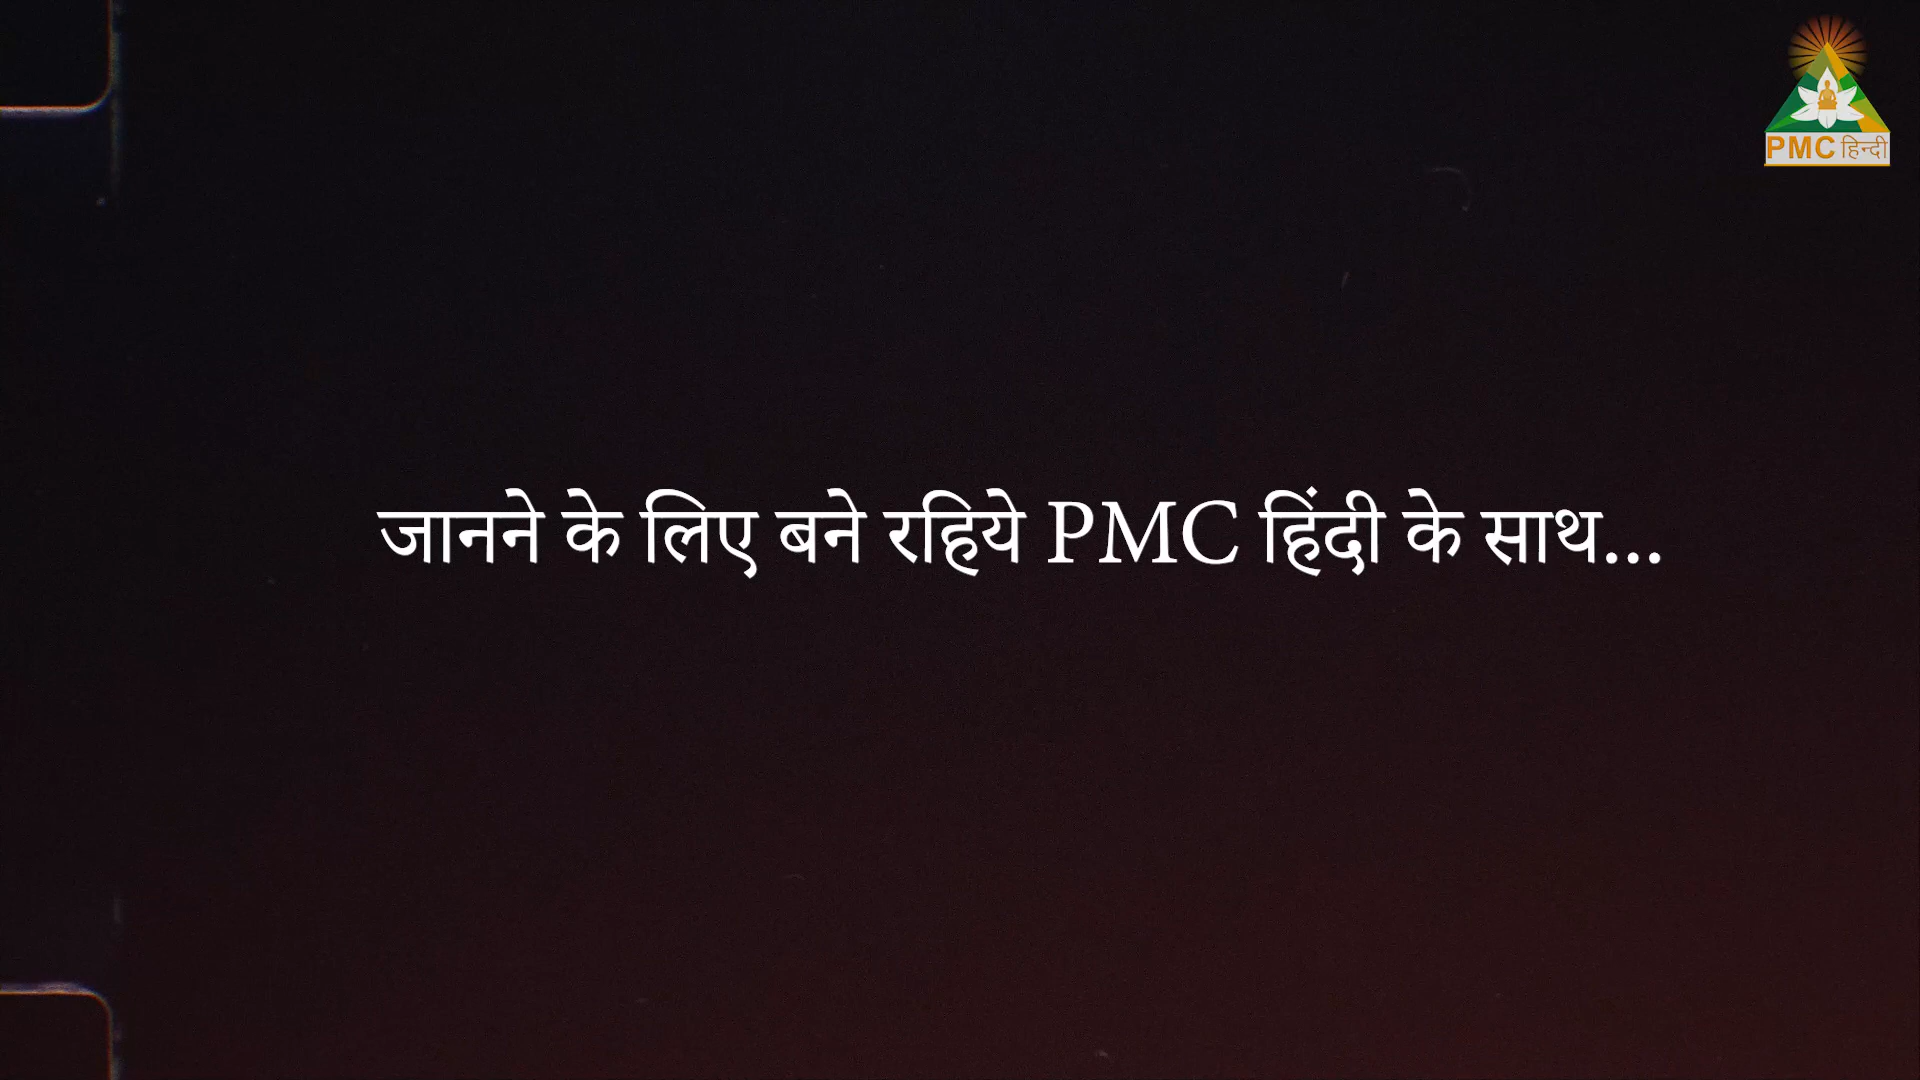 PMC हिन्दी
जानने के लिए बने रहिये PMC हिंदी के साथ...